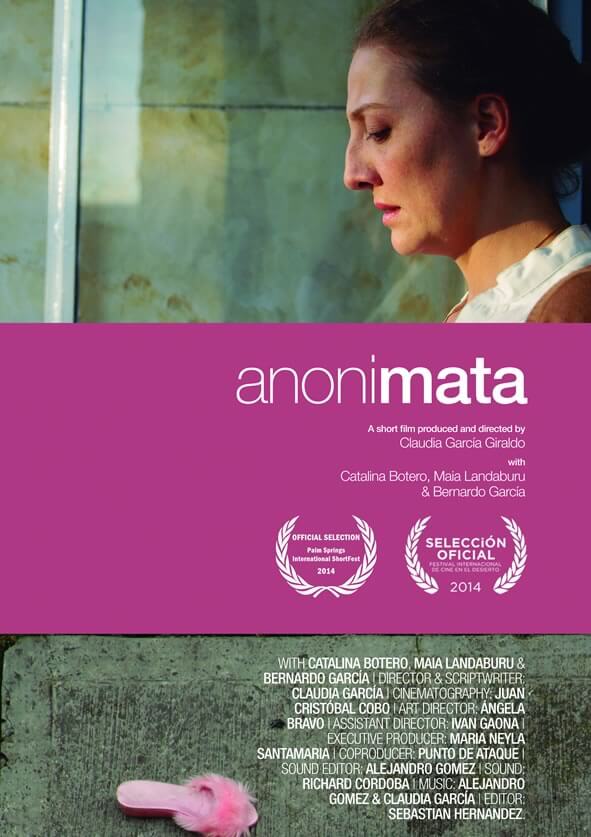 anonimata
A short film produced and directed by
Claudia García Giraldo
with
Catalina Botero, Maia Landaburu
& Bernardo García
OFFICIAL SELECTION
Palm Springs
International ShortFest
2014
SELECCIÓN
OFICIAL
FESTIVAL INTERNACIONAL
DE CINE EN EL DESIERTO
2014
WITH CATALINA BOTERO, MAIA LANDABURU &
BERNARDO GARCÍA | DIRECTOR & SCRIPTWRITER:
CLAUDIA GARCÍA | CINEMATOGRAPHY: JUAN
CRISTÓBAL COBO | ART DIRECTOR: ÁNGELA
BRAVO | ASSISTANT DIRECTOR: IVAN GAONA |
EXECUTIVE PRODUCER: MARIA NEYLA
SANTAMARIA | COPRODUCER: PUNTO DE ATAQUE |
SOUND EDITOR: ALEJANDRO GOMEZ | SOUND:
RICHARD CORDOBA | MUSIC: ALEJANDRO
GOMEZ & CLAUDIA GARCÍA | EDITOR:
SEBASTIAN HERNANDEZ.